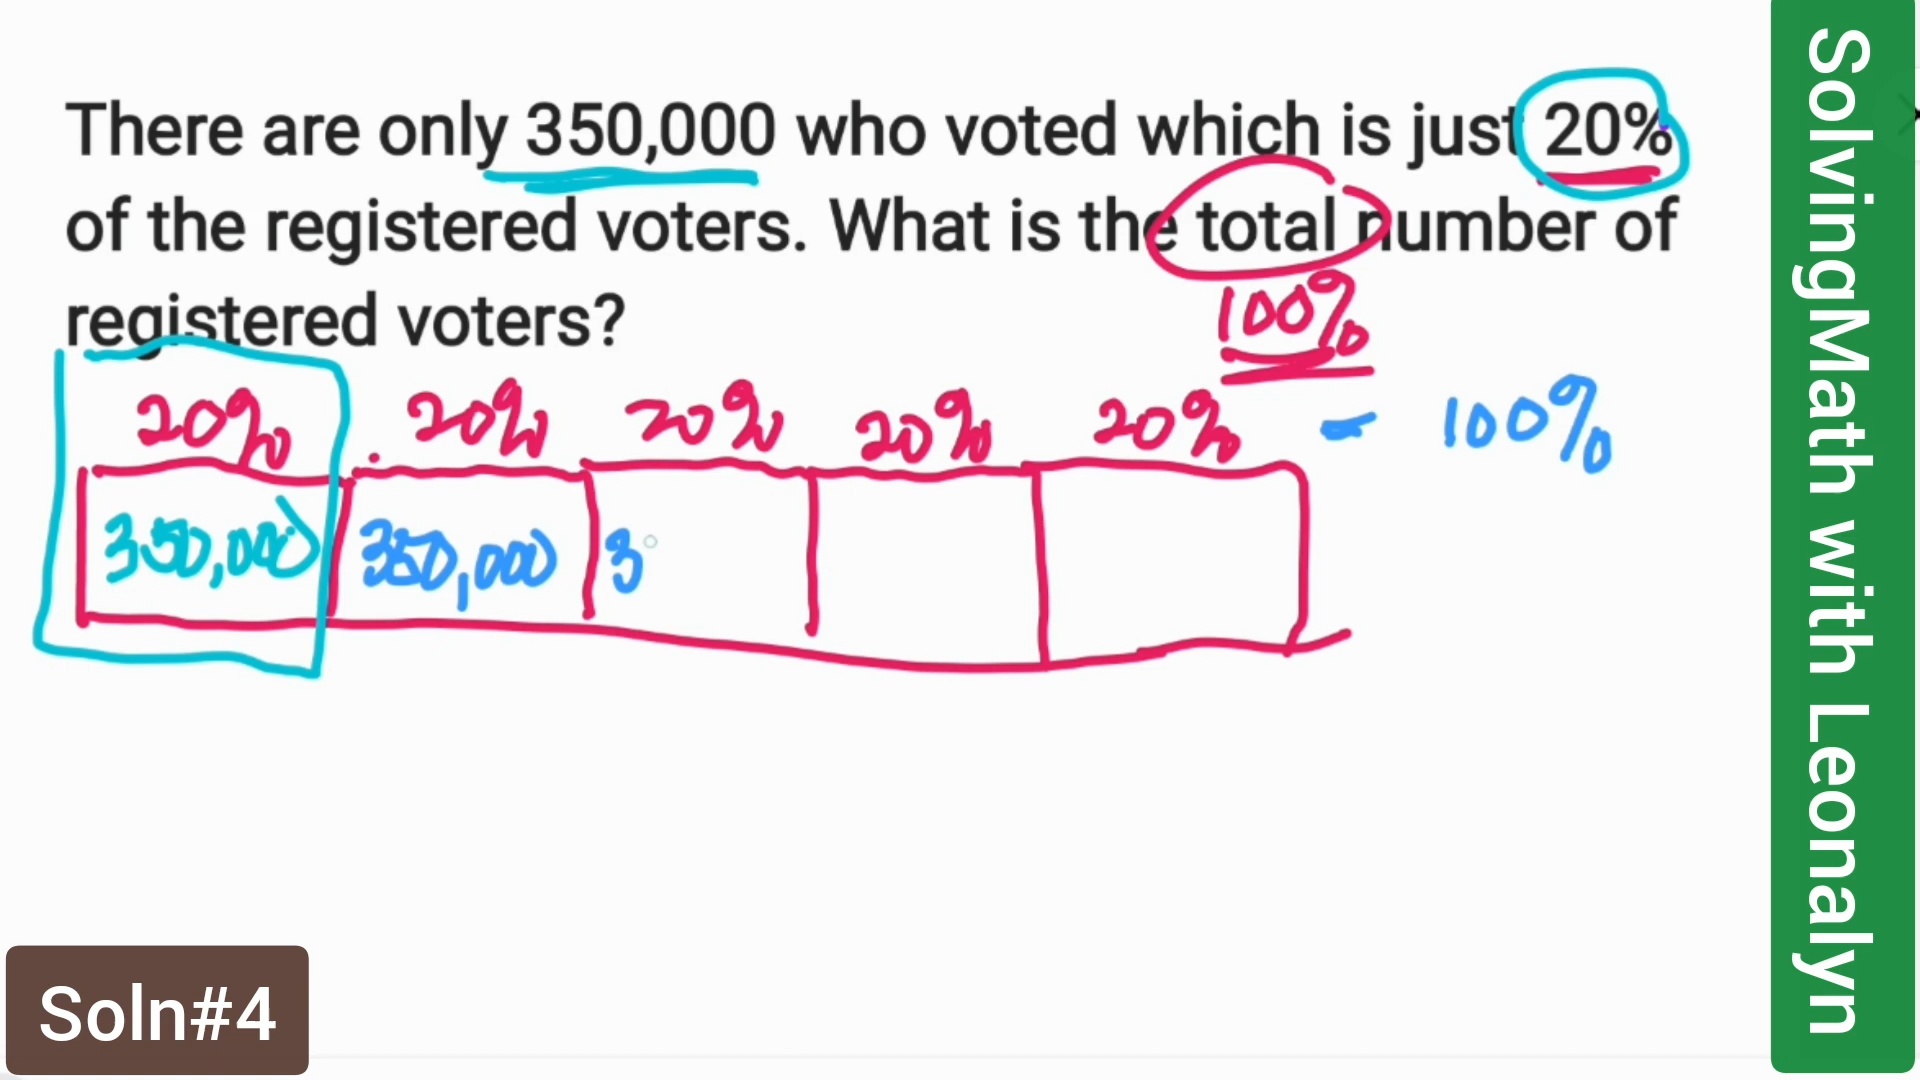 There are only 350,000 who voted which is just 20%
of the registered voters. What is the total number of
registered voters?
100%
20% 20% 20% 20% 20% = 100%
350,000 350,000 3
Soln#4
SolvingMath with Leonalyn